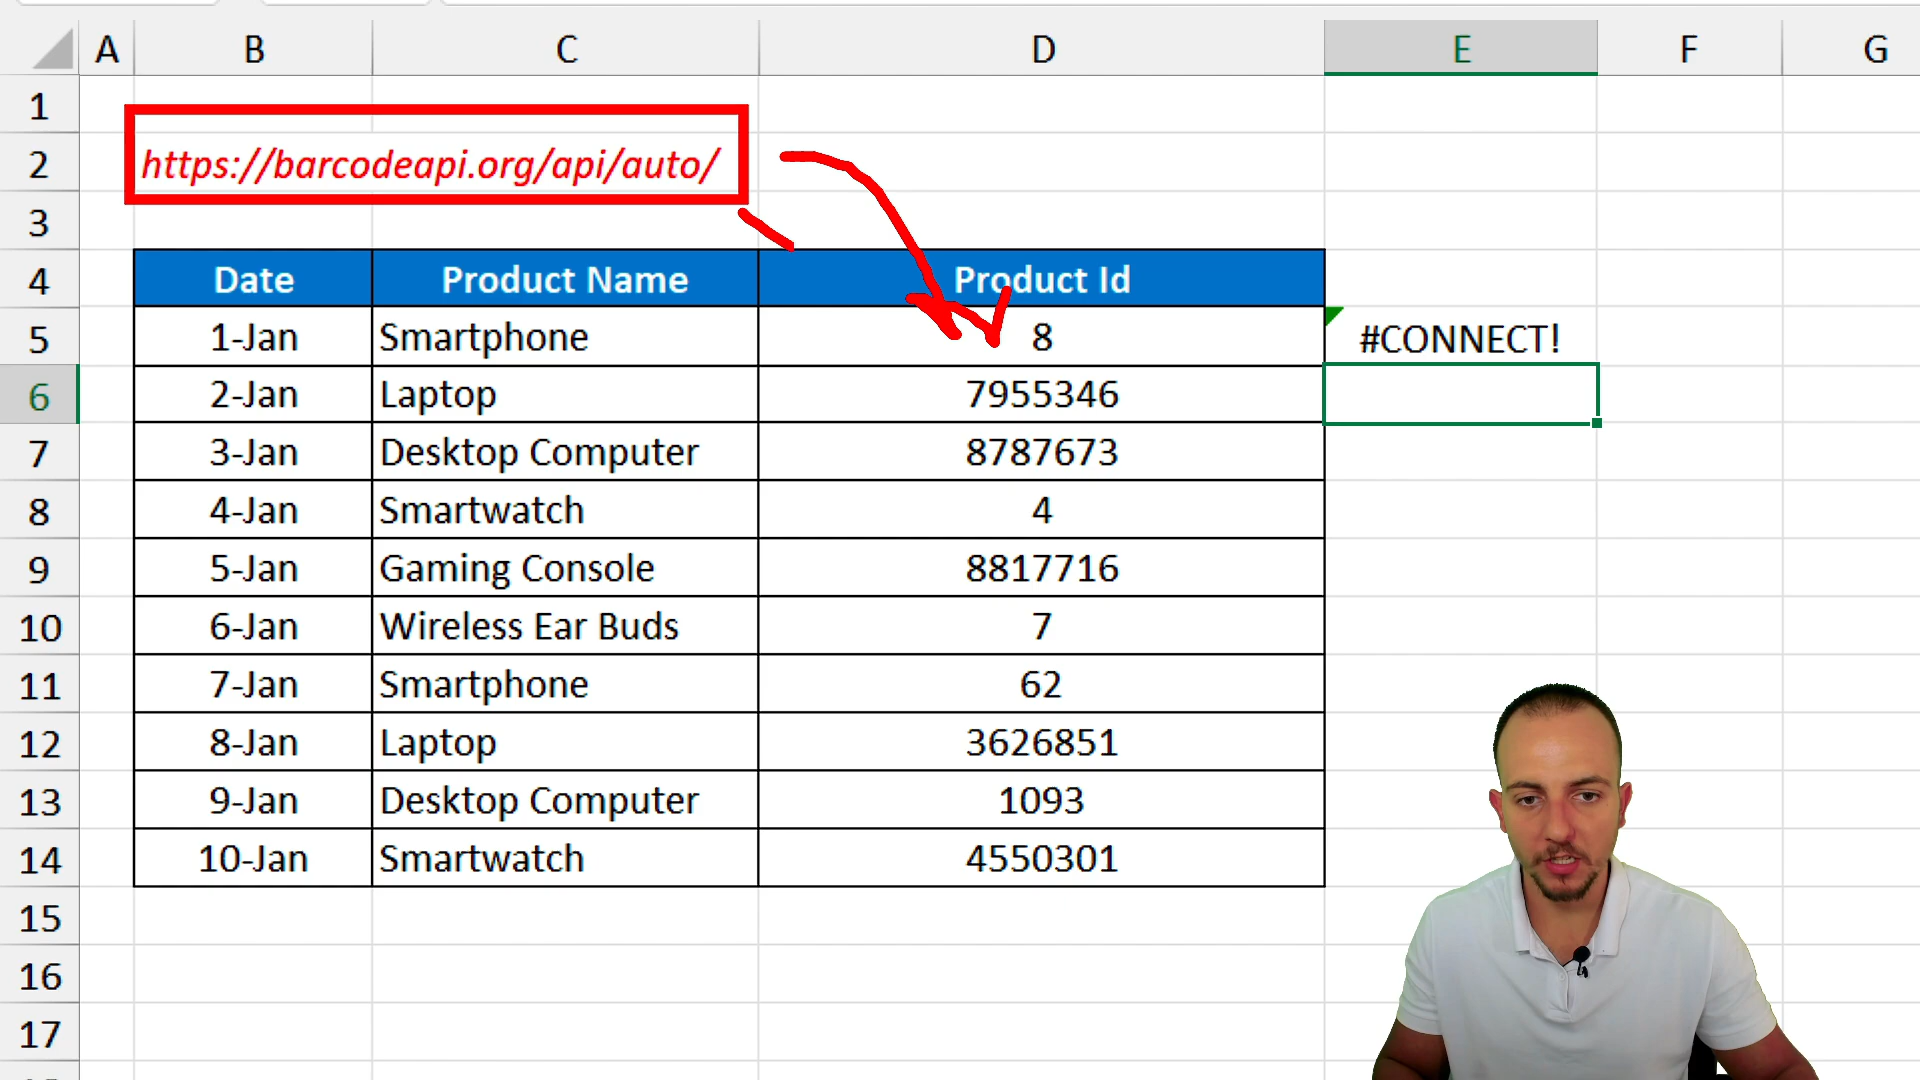 A B C D E F G
1
2 https://barcodeapi.org/api/auto/
3
4 Date Product Name Product Id
5 1-Jan Smartphone 8 #CONNECT!
6 2-Jan Laptop 7955346
7 3-Jan Desktop Computer 8787673
8 4-Jan Smartwatch 4
9 5-Jan Gaming Console 8817716
10 6-Jan Wireless Ear Buds 7
11 7-Jan Smartphone 62
12 8-Jan Laptop 3626851
13 9-Jan Desktop Computer 1093
14 10-Jan Smartwatch 4550301
15
16
17